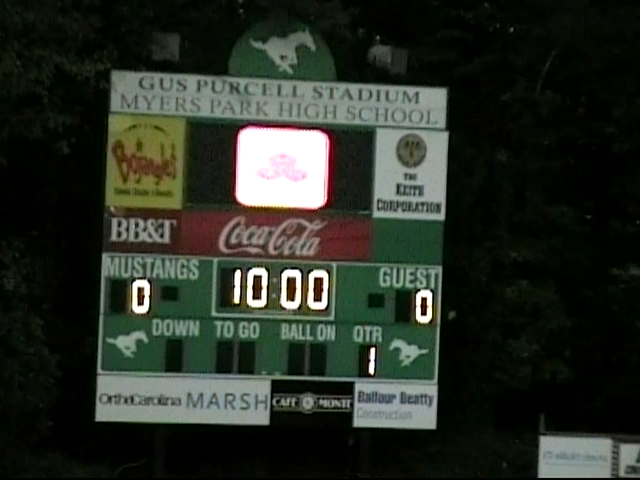 GUS PURCELL STADIUM
MYERS PARK HIGH SCHOOL
Bojangles'
THE
KEITH
CORPORATION
BB&T
Coca-Cola
MUSTANGS
GUEST
0
10:00
0
DOWN TO GO BALL ON QTR
1
OrthoCarolina
MARSH
CAFE MONTE
Balfour Beatty
Construction